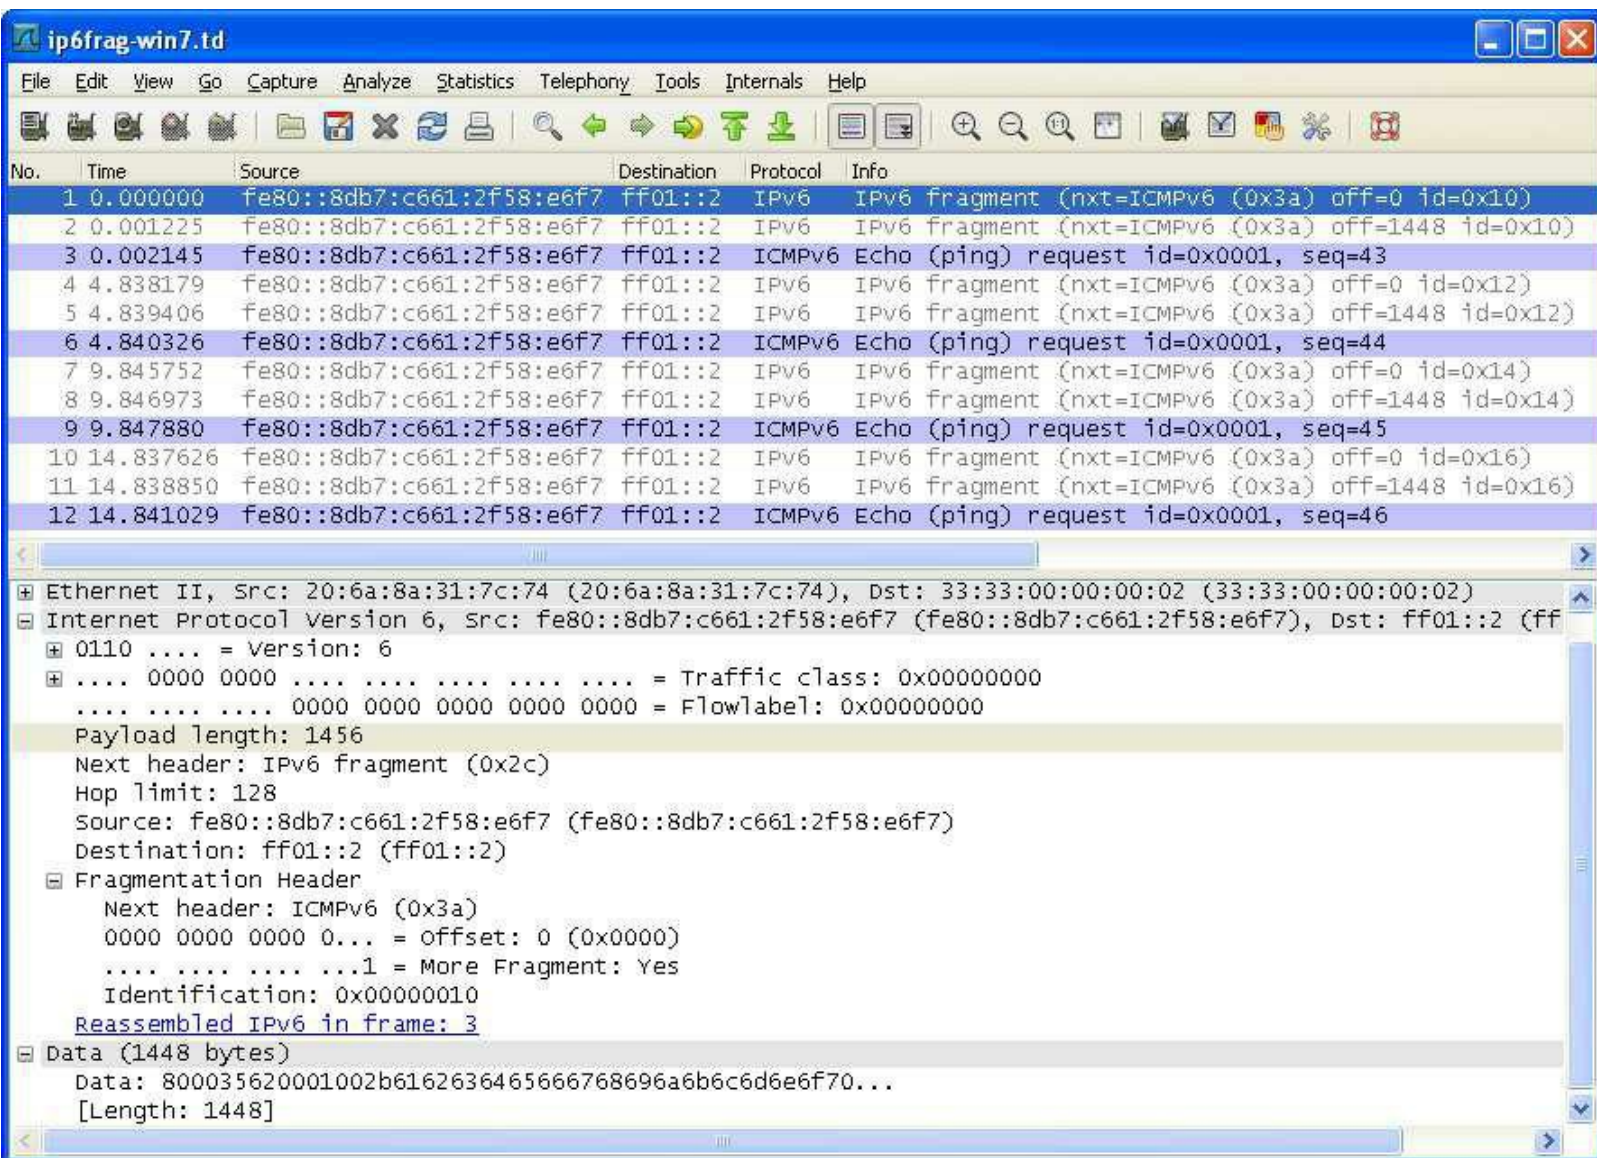 ip6frag-win7.td
File Edit View Go Capture Analyze Statistics Telephony Tools Internals Help
No. Time Source Destination Protocol Info
1 0.000000 fe80::8db7:c661:2f58:e6f7 ff01::2 IPv6 IPv6 fragment (nxt=ICMPv6 (0x3a) off=0 id=0x10)
2 0.001225 fe80::8db7:c661:2f58:e6f7 ff01::2 IPv6 IPv6 fragment (nxt=ICMPv6 (0x3a) off=1448 id=0x10)
3 0.002145 fe80::8db7:c661:2f58:e6f7 ff01::2 ICMPv6 Echo (ping) request id=0x0001, seq=43
4 4.838179 fe80::8db7:c661:2f58:e6f7 ff01::2 IPv6 IPv6 fragment (nxt=ICMPv6 (0x3a) off=0 id=0x12)
5 4.839406 fe80::8db7:c661:2f58:e6f7 ff01::2 IPv6 IPv6 fragment (nxt=ICMPv6 (0x3a) off=1448 id=0x12)
6 4.840326 fe80::8db7:c661:2f58:e6f7 ff01::2 ICMPv6 Echo (ping) request id=0x0001, seq=44
7 9.845752 fe80::8db7:c661:2f58:e6f7 ff01::2 IPv6 IPv6 fragment (nxt=ICMPv6 (0x3a) off=0 id=0x14)
8 9.846973 fe80::8db7:c661:2f58:e6f7 ff01::2 IPv6 IPv6 fragment (nxt=ICMPv6 (0x3a) off=1448 id=0x14)
9 9.847880 fe80::8db7:c661:2f58:e6f7 ff01::2 ICMPv6 Echo (ping) request id=0x0001, seq=45
10 14.837626 fe80::8db7:c661:2f58:e6f7 ff01::2 IPv6 IPv6 fragment (nxt=ICMPv6 (0x3a) off=0 id=0x16)
11 14.838850 fe80::8db7:c661:2f58:e6f7 ff01::2 IPv6 IPv6 fragment (nxt=ICMPv6 (0x3a) off=1448 id=0x16)
12 14.841029 fe80::8db7:c661:2f58:e6f7 ff01::2 ICMPv6 Echo (ping) request id=0x0001, seq=46
Ethernet II, Src: 20:6a:8a:31:7c:74 (20:6a:8a:31:7c:74), Dst: 33:33:00:00:00:02 (33:33:00:00:00:02)
Internet Protocol Version 6, Src: fe80::8db7:c661:2f58:e6f7 (fe80::8db7:c661:2f58:e6f7), Dst: ff01::2 (ff
0110 .... = Version: 6
.... 0000 0000 .... .... .... .... .... = Traffic class: 0x00000000
.... .... .... 0000 0000 0000 0000 0000 = Flowlabel: 0x00000000
Payload length: 1456
Next header: IPv6 fragment (0x2c)
Hop limit: 128
Source: fe80::8db7:c661:2f58:e6f7 (fe80::8db7:c661:2f58:e6f7)
Destination: ff01::2 (ff01::2)
Fragmentation Header
Next header: ICMPv6 (0x3a)
0000 0000 0000 0... = Offset: 0 (0x0000)
.... .... .... ...1 = More Fragment: Yes
Identification: 0x00000010
Reassembled IPv6 in frame: 3
Data (1448 bytes)
Data: 800035620001002b6162636465666768696a6b6c6d6e6f70...
[Length: 1448]